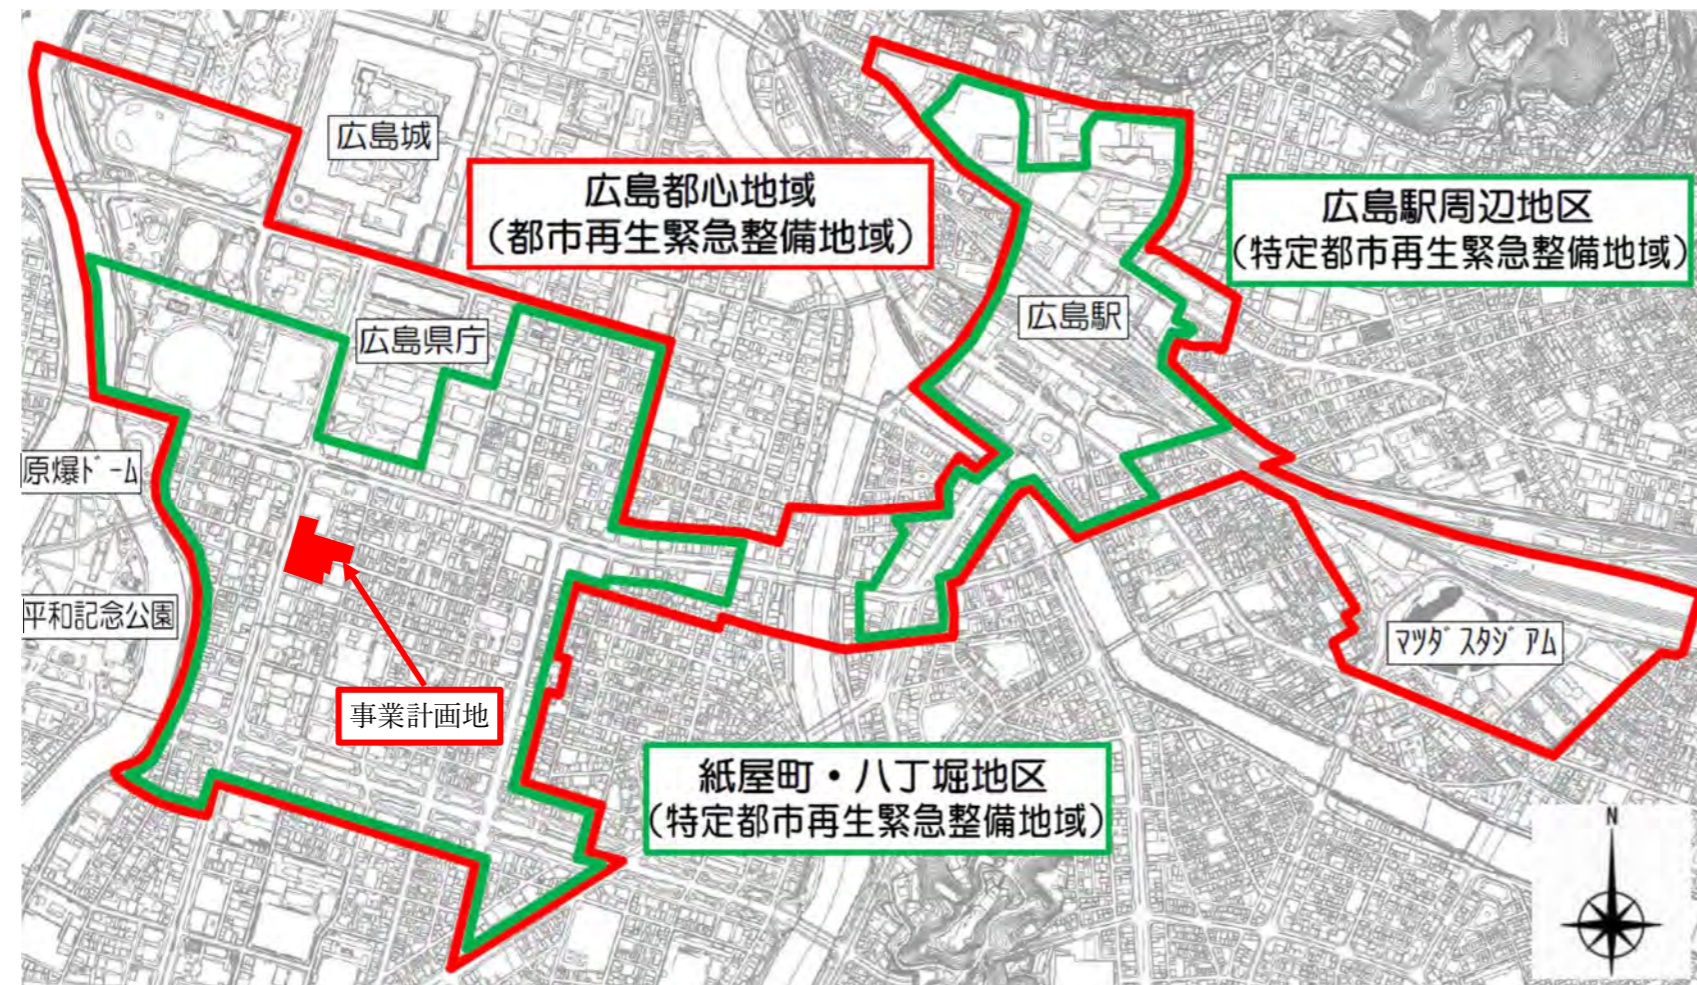 広島城
広島都心地域
（都市再生緊急整備地域）
広島駅周辺地区
（特定都市再生緊急整備地域）
広島駅
広島県庁
原爆ﾄﾞｰﾑ
平和記念公園
ﾏﾂﾀﾞｽﾀｼﾞｱﾑ
事業計画地
紙屋町・八丁堀地区
（特定都市再生緊急整備地域）
N